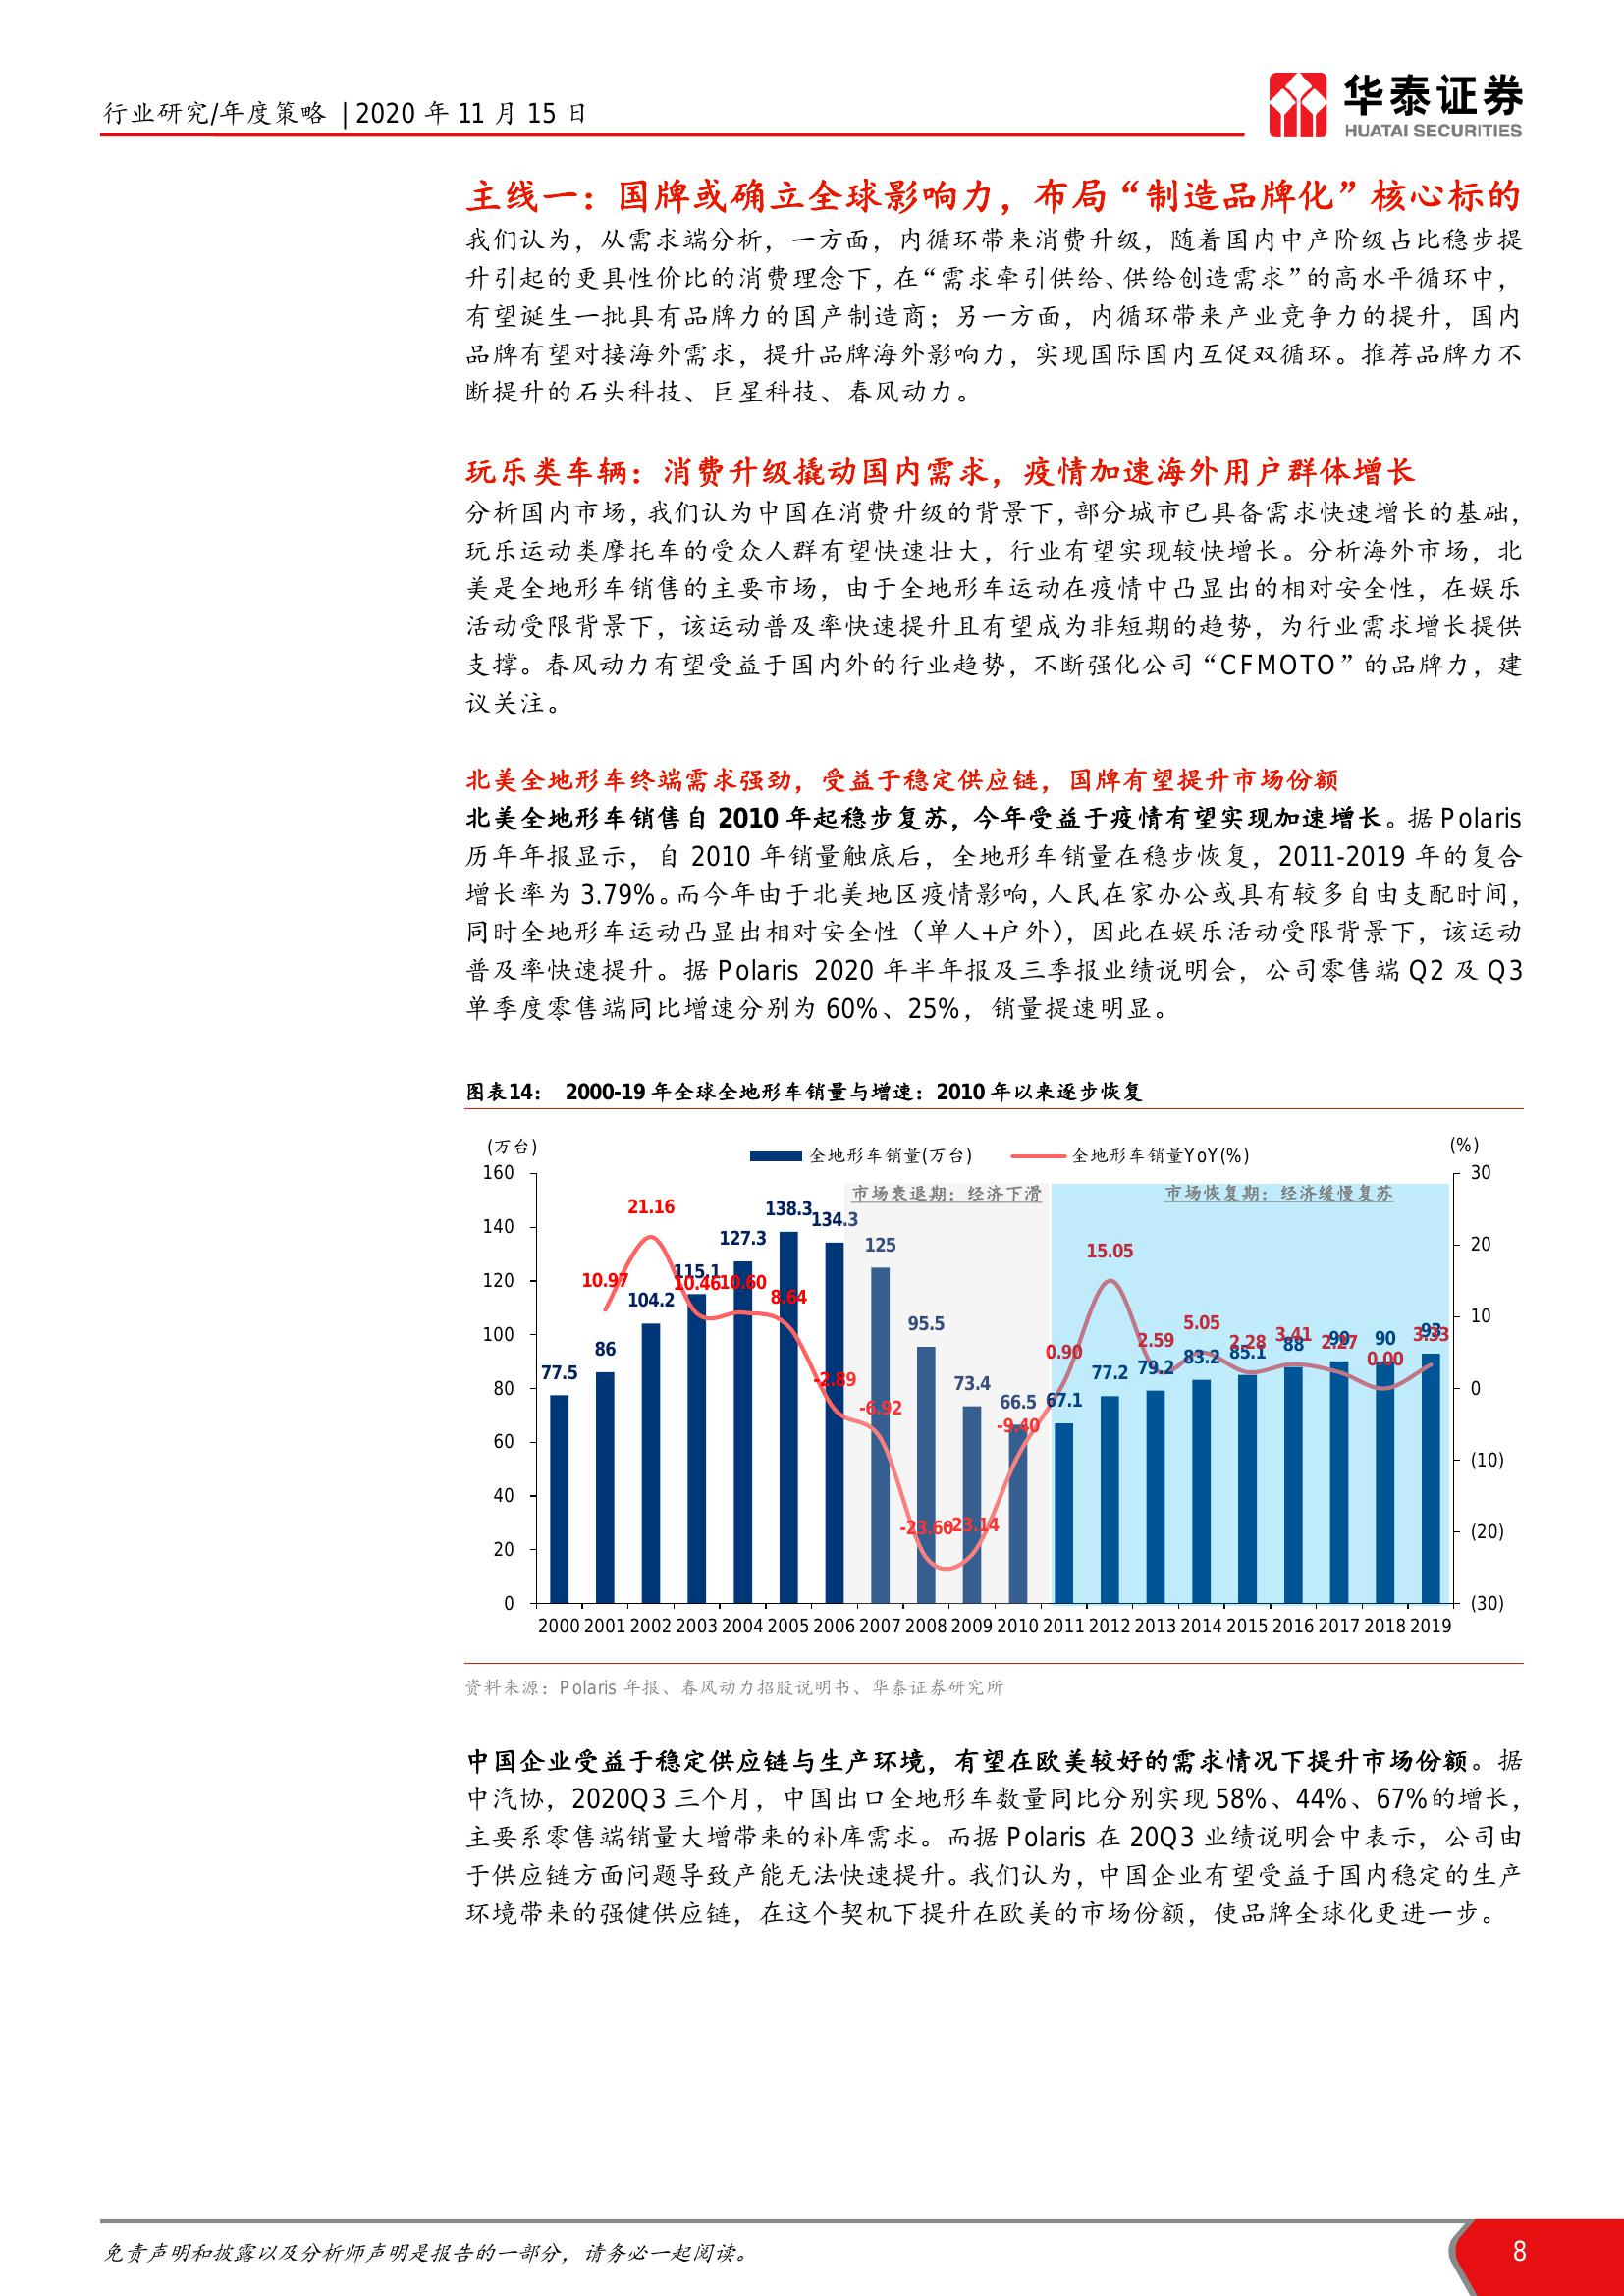 行业研究/年度策略 | 2020 年 11 月 15 日
华泰证券
HUATAI SECURITIES
主线一：国牌或确立全球影响力，布局“制造品牌化”核心标的
我们认为，从需求端分析，一方面，内循环带来消费升级，随着国内中产阶级占比稳步提
升引起的更具性价比的消费理念下，在“需求牵引供给、供给创造需求”的高水平循环中，
有望诞生一批具有品牌力的国产制造商；另一方面，内循环带来产业竞争力的提升，国内
品牌有望对接海外需求，提升品牌海外影响力，实现国际国内互促双循环。推荐品牌力不
断提升的石头科技、巨星科技、春风动力。
玩乐类车辆：消费升级撬动国内需求，疫情加速海外用户群体增长
分析国内市场，我们认为中国在消费升级的背景下，部分城市已具备需求快速增长的基础，
玩乐运动类摩托车的受众人群有望快速壮大，行业有望实现较快增长。分析海外市场，北
美是全地形车销售的主要市场，由于全地形车运动在疫情中凸显出的相对安全性，在娱乐
活动受限背景下，该运动普及率快速提升且有望成为非短期的趋势，为行业需求增长提供
支撑。春风动力有望受益于国内外的行业趋势，不断强化公司“CFMOTO”的品牌力，建
议关注。
北美全地形车终端需求强劲，受益于稳定供应链，国牌有望提升市场份额
北美全地形车销售自 2010 年起稳步复苏，今年受益于疫情有望实现加速增长。据 Polaris
历年年报显示，自 2010 年销量触底后，全地形车销量在稳步恢复，2011-2019 年的复合
增长率为 3.79%。而今年由于北美地区疫情影响，人民在家办公或具有较多自由支配时间，
同时全地形车运动凸显出相对安全性（单人+户外），因此在娱乐活动受限背景下，该运动
普及率快速提升。据 Polaris 2020 年半年报及三季报业绩说明会，公司零售端 Q2 及 Q3
单季度零售端同比增速分别为 60%、25%，销量提速明显。
图表14： 2000-19 年全球全地形车销量与增速：2010 年以来逐步恢复
(万台) 全地形车销量(万台) 全地形车销量YoY(%) (%)
市场衰退期：经济下滑 市场恢复期：经济缓慢复苏
160 140 120 100 80 60 40 20 0
77.5 86 104.2 115.1 127.3 138.3 134.3 125 95.5 73.4 66.5 67.1 77.2 79.2 83.2 85.1 88 90 90 93
10.97 21.16 10.46 10.60 8.64 -2.89 -6.92 -23.60 -23.14 -9.40 0.90 15.05 2.59 5.05 2.28 3.41 2.27 0.00 3.33
30 20 10 0 (10) (20) (30)
2000 2001 2002 2003 2004 2005 2006 2007 2008 2009 2010 2011 2012 2013 2014 2015 2016 2017 2018 2019
资料来源：Polaris 年报、春风动力招股说明书、华泰证券研究所
中国企业受益于稳定供应链与生产环境，有望在欧美较好的需求情况下提升市场份额。据
中汽协，2020Q3 三个月，中国出口全地形车数量同比分别实现 58%、44%、67%的增长，
主要系零售端销量大增带来的补库需求。而据 Polaris 在 20Q3 业绩说明会中表示，公司由
于供应链方面问题导致产能无法快速提升。我们认为，中国企业有望受益于国内稳定的生产
环境带来的强健供应链，在这个契机下提升在欧美的市场份额，使品牌全球化更进一步。
免责声明和披露以及分析师声明是报告的一部分，请务必一起阅读。
8